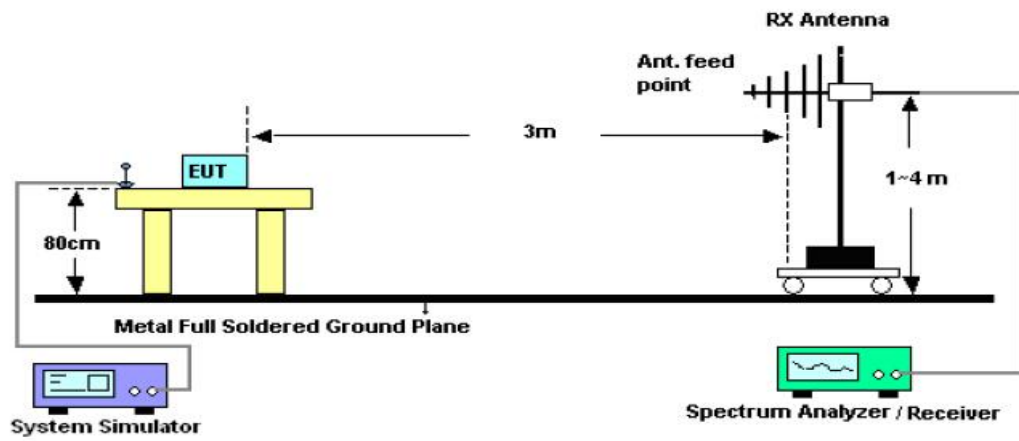 RX Antenna
Ant. feed
point
3m
EUT
1~4 m
80cm
Metal Full Soldered Ground Plane
System Simulator
Spectrum Analyzer / Receiver